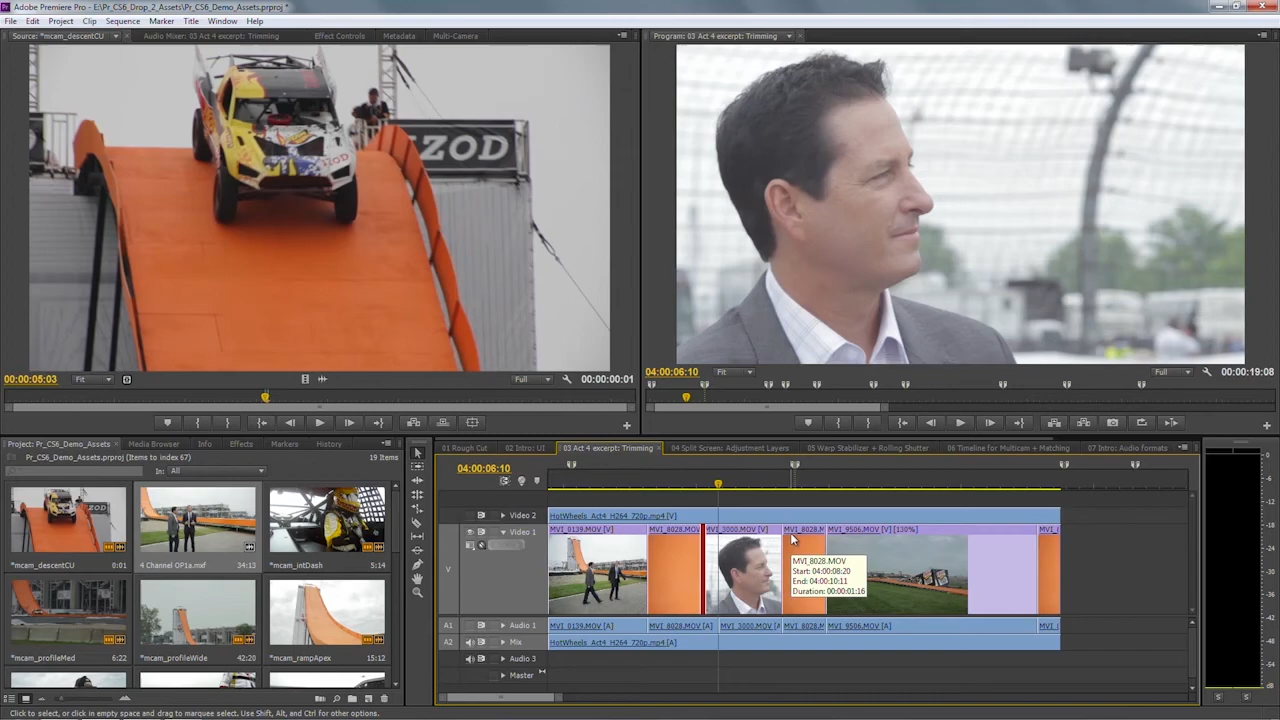 Adobe Premiere Pro - E:\Pr_CS6_Drop_2_Assets\Pr_CS6_Demo_Assets.prproj *
File Edit Project Clip Sequence Marker Title Window Help
Source: *mcam_descentCU Audio Mixer: 03 Act 4 excerpt: Trimming Effect Controls Metadata Multi-Camera
Program: 03 Act 4 excerpt: Trimming
IZOD
ZOD
00:00:05:03 Fit Full 00:00:00:01
04:00:06:10 Fit Full 00:00:19:08
Project: Pr_CS6_Demo_Assets Media Browser Info Effects Markers History
Pr_CS6_Demo_Assets.prproj (Items to index 67) 19 Items
In: All
*mcam_descentCU 0:01 4 Channel OP1a.mxf 34:13 *mcam_intDash 5:14
*mcam_profileMed 6:22 *mcam_profileWide 42:20 *mcam_rampApex 15:12
01 Rough Cut 02 Intro: UI 03 Act 4 excerpt: Trimming 04 Split Screen: Adjustment Layers 05 Warp Stabilizer + Rolling Shutter 06 Timeline for Multicam + Matching 07 Intro: Audio formats
04:00:06:10
Video 2 HotWheels_Act4_H264_720p.mp4 [V]
Video 1 MVI_0139.MOV [V] MVI_8028.MOV MVI_3000.MOV [V] MVI_8028.M MVI_9506.MOV [V] [130%] MVI_8
V
MVI_8028.MOV
Start: 04:00:08:20
End: 04:00:10:11
Duration: 00:00:01:16
A1 Audio 1 MVI_0139.MOV [A] MVI_8028.MOV [A] MVI_3000.MOV [A MVI_8028.M MVI_9506.MOV [A] MVI_8
A2 Mix HotWheels_Act4_H264_720p.mp4 [A]
Audio 3
Master
S S
Click to select, or click in empty space and drag to marquee select. Use Shift, Alt, and Ctrl for other options.